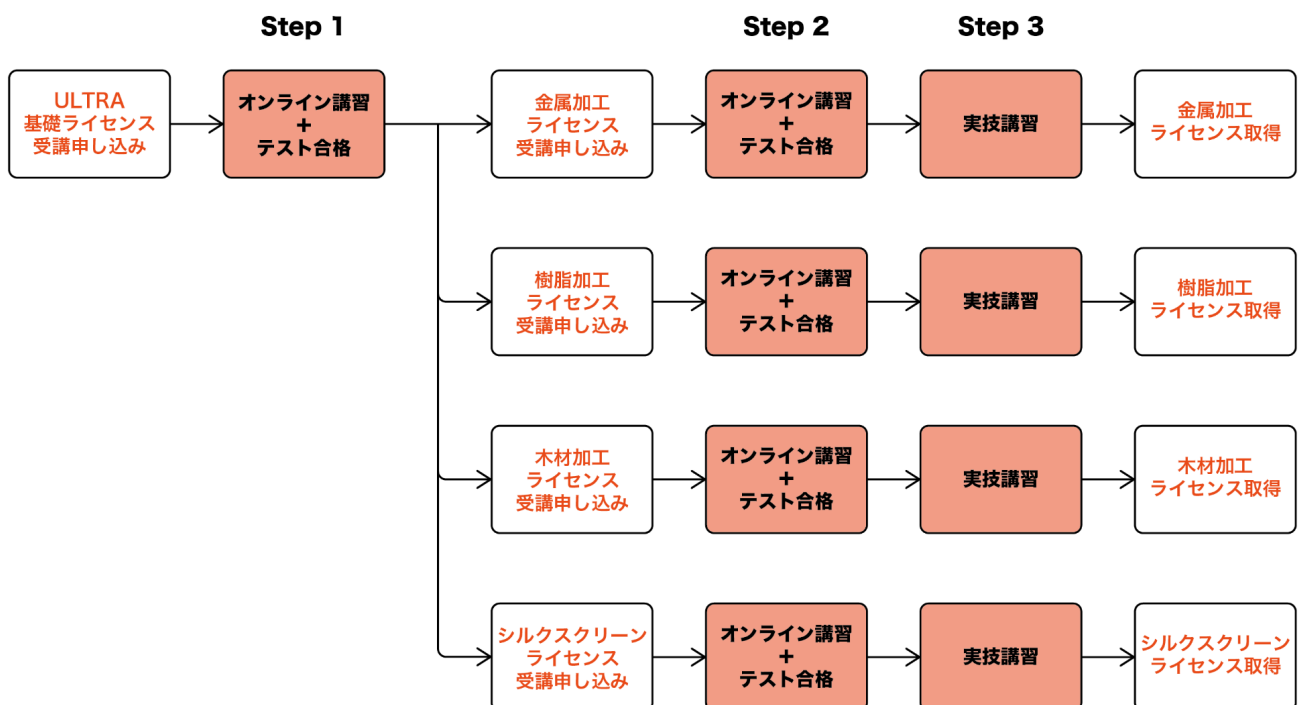 Step 1
Step 2
Step 3
ULTRA
基礎ライセンス
受講申し込み
オンライン講習
+
テスト合格
金属加工
ライセンス
受講申し込み
オンライン講習
+
テスト合格
実技講習
金属加工
ライセンス取得
樹脂加工
ライセンス
受講申し込み
オンライン講習
+
テスト合格
実技講習
樹脂加工
ライセンス取得
木材加工
ライセンス
受講申し込み
オンライン講習
+
テスト合格
実技講習
木材加工
ライセンス取得
シルクスクリーン
ライセンス
受講申し込み
オンライン講習
+
テスト合格
実技講習
シルクスクリーン
ライセンス取得